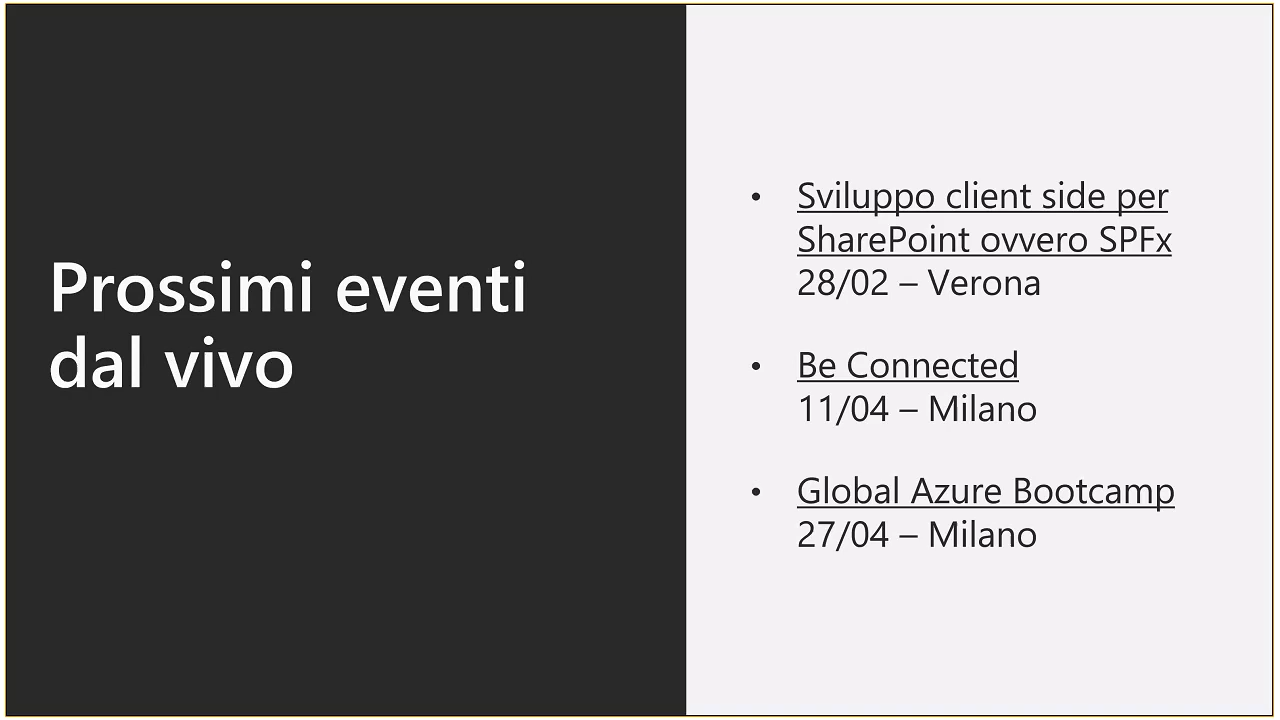 Prossimi eventi
dal vivo
• Sviluppo client side per
SharePoint ovvero SPFx
28/02 – Verona
• Be Connected
11/04 – Milano
• Global Azure Bootcamp
27/04 – Milano